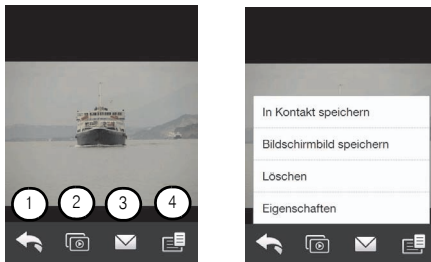 1
2
3
4
In Kontakt speichern
Bildschirmbild speichern
Löschen
Eigenschaften